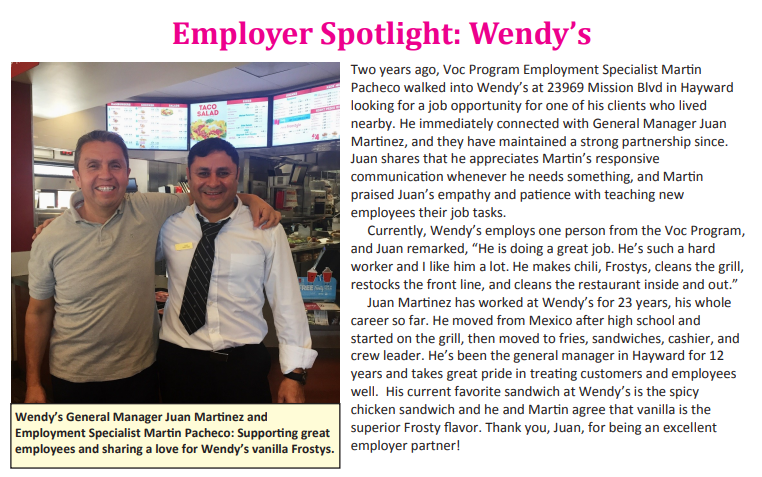 Employer Spotlight: Wendy's
TACO
SALAD
Two years ago, Voc Program Employment Specialist Martin
Pacheco walked into Wendy's at 23969 Mission Blvd in Hayward
looking for a job opportunity for one of his clients who lived
nearby. He immediately connected with General Manager Juan
Martinez, and they have maintained a strong partnership since.
Juan shares that he appreciates Martin's responsive
communication whenever he needs something, and Martin
praised Juan's empathy and patience with teaching new
employees their job tasks.
Currently, Wendy's employs one person from the Voc Program,
and Juan remarked, "He is doing a great job. He's such a hard
worker and I like him a lot. He makes chili, Frostys, cleans the grill,
restocks the front line, and cleans the restaurant inside and out."
Juan Martinez has worked at Wendy's for 23 years, his whole
career so far. He moved from Mexico after high school and
started on the grill, then moved to fries, sandwiches, cashier, and
crew leader. He's been the general manager in Hayward for 12
years and takes great pride in treating customers and employees
well. His current favorite sandwich at Wendy's is the spicy
chicken sandwich and he and Martin agree that vanilla is the
superior Frosty flavor. Thank you, Juan, for being an excellent
employer partner!
Wendy's General Manager Juan Martinez and
Employment Specialist Martin Pacheco: Supporting great
employees and sharing a love for Wendy's vanilla Frostys.